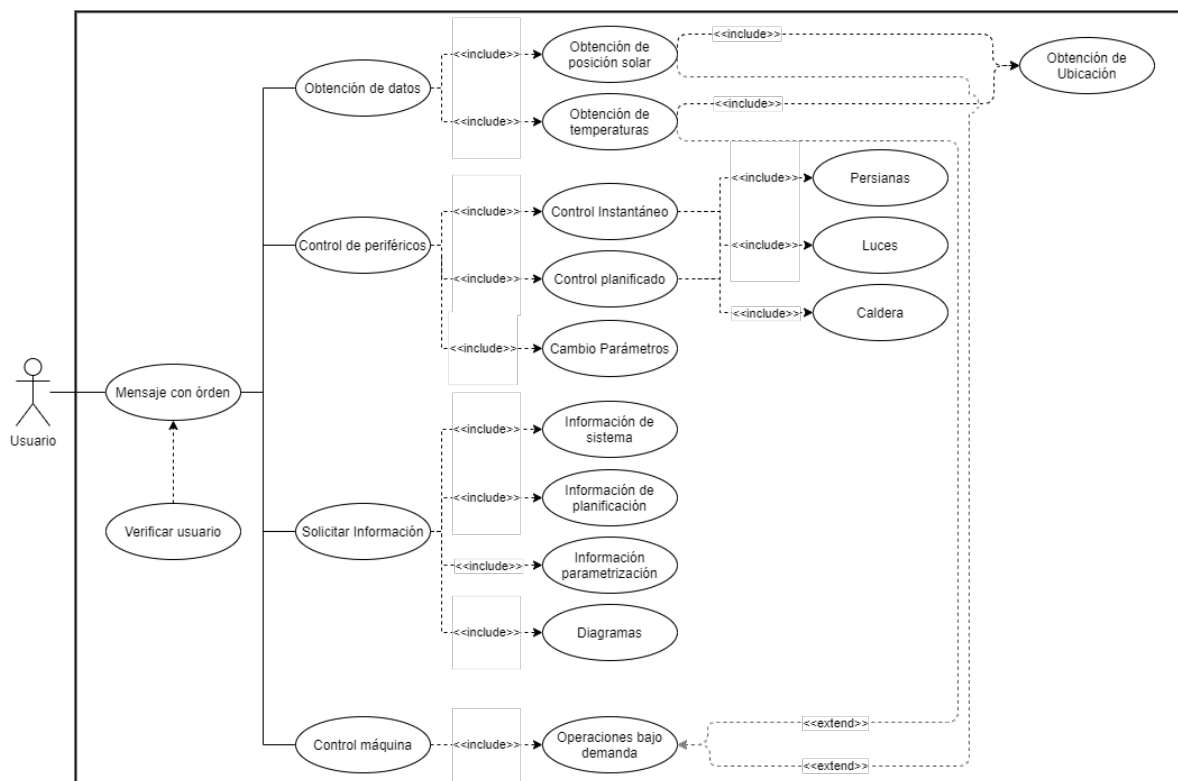 <<include>>
Obtención de
posición solar
<<include>>
Obtención de
Ubicación
Obtención de datos
<<include>>
Obtención de
temperaturas
<<include>>
<<include>>
Persianas
<<include>>
Control Instantáneo
Control de periféricos
<<include>>
Luces
<<include>>
Control planificado
<<include>>
Caldera
<<include>>
Cambio Parámetros
Usuario
Mensaje con órden
<<include>>
Información de
sistema
<<include>>
Información de
planificación
Verificar usuario
Solicitar Información
<<include>>
Información
parametrización
<<include>>
Diagramas
<<extend>>
Control máquina
<<include>>
Operaciones bajo
demanda
<<extend>>